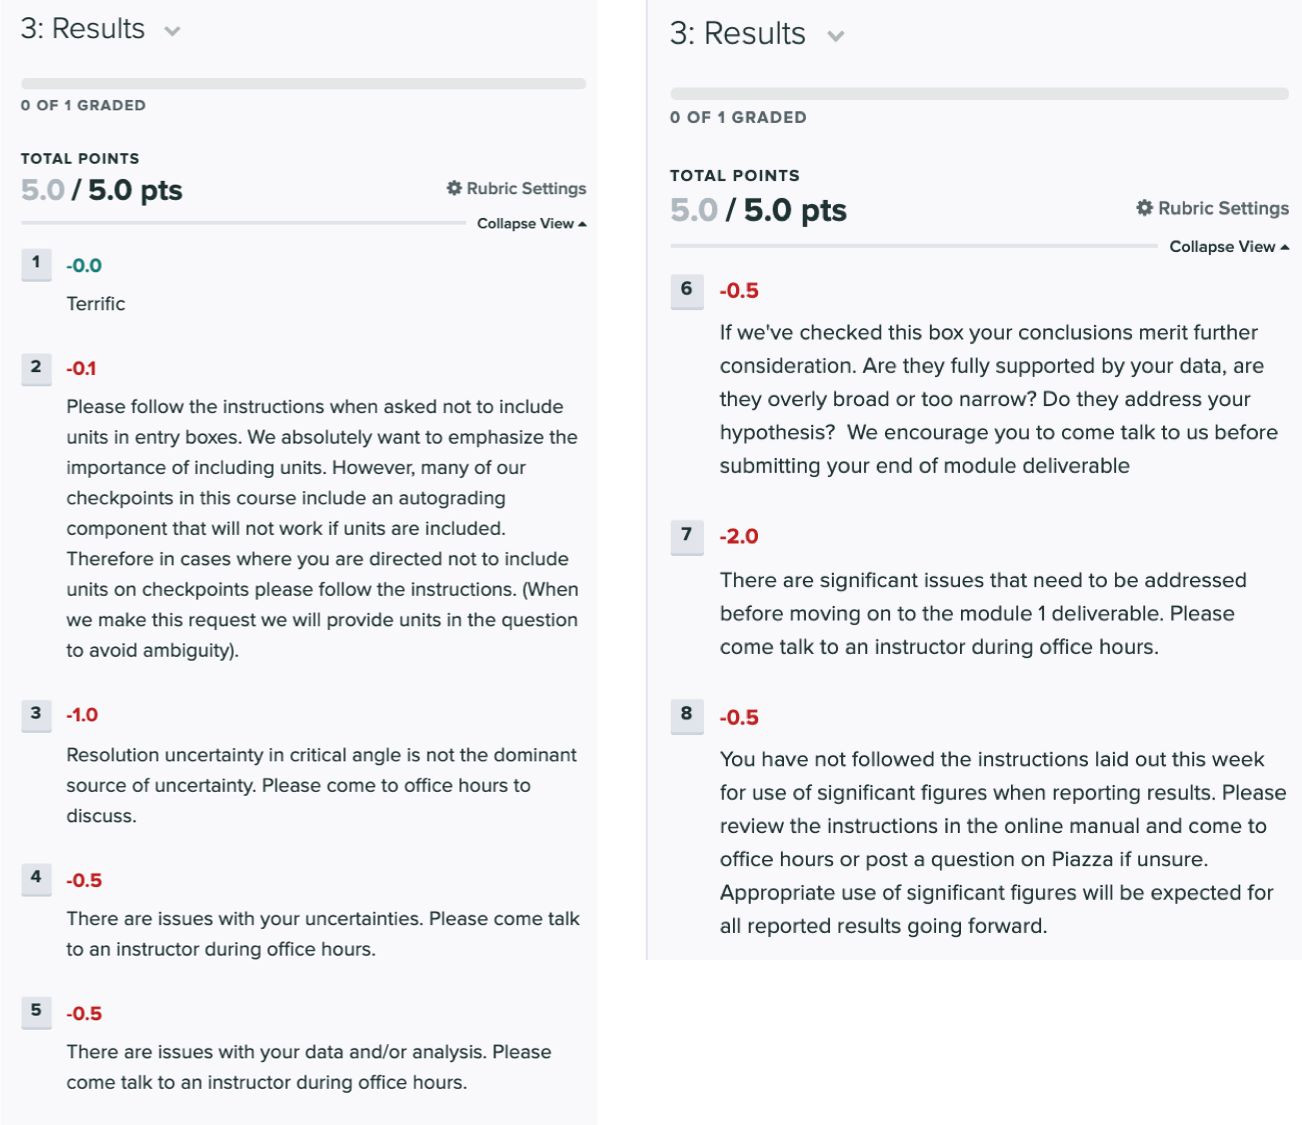 3: Results
0 OF 1 GRADED
TOTAL POINTS
5.0 / 5.0 pts
Rubric Settings
Collapse View
1
-0.0
Terrific
2
-0.1
Please follow the instructions when asked not to include
units in entry boxes. We absolutely want to emphasize the
importance of including units. However, many of our
checkpoints in this course include an autograding
component that will not work if units are included.
Therefore in cases where you are directed not to include
units on checkpoints please follow the instructions. (When
we make this request we will provide units in the question
to avoid ambiguity).
3
-1.0
Resolution uncertainty in critical angle is not the dominant
source of uncertainty. Please come to office hours to
discuss.
4
-0.5
There are issues with your uncertainties. Please come talk
to an instructor during office hours.
5
-0.5
There are issues with your data and/or analysis. Please
come talk to an instructor during office hours.
3: Results
0 OF 1 GRADED
TOTAL POINTS
5.0 / 5.0 pts
Rubric Settings
Collapse View
6
-0.5
If we've checked this box your conclusions merit further
consideration. Are they fully supported by your data, are
they overly broad or too narrow? Do they address your
hypothesis?  We encourage you to come talk to us before
submitting your end of module deliverable
7
-2.0
There are significant issues that need to be addressed
before moving on to the module 1 deliverable. Please
come talk to an instructor during office hours.
8
-0.5
You have not followed the instructions laid out this week
for use of significant figures when reporting results. Please
review the instructions in the online manual and come to
office hours or post a question on Piazza if unsure.
Appropriate use of significant figures will be expected for
all reported results going forward.